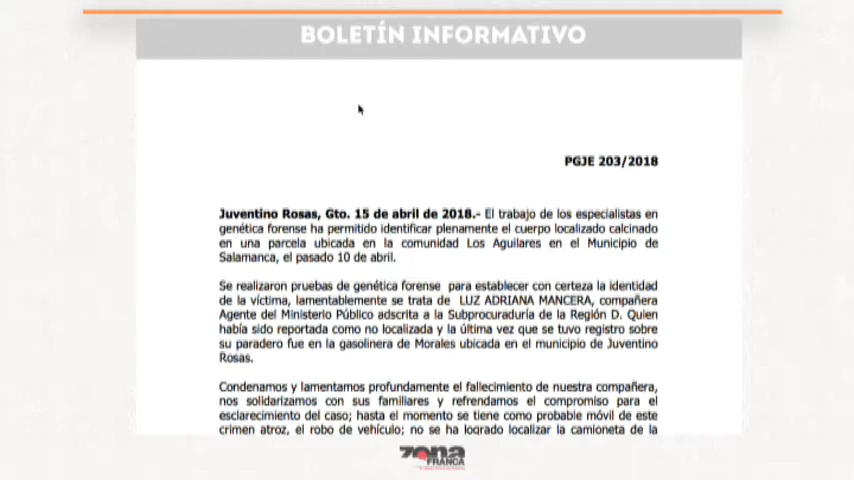 BOLETÍN INFORMATIVO
PGJE 203/2018
Juventino Rosas, Gto. 15 de abril de 2018.- El trabajo de los especialistas en
genética forense ha permitido identificar plenamente el cuerpo localizado calcinado
en una parcela ubicada en la comunidad Los Aguilares en el Municipio de
Salamanca, el pasado 10 de abril.
Se realizaron pruebas de genética forense para establecer con certeza la identidad
de la víctima, lamentablemente se trata de LUZ ADRIANA MANCERA, compañera
Agente del Ministerio Público adscrita a la Subprocuraduría de la Región D. Quien
había sido reportada como no localizada y la última vez que se tuvo registro sobre
su paradero fue en la gasolinera de Morales ubicada en el municipio de Juventino
Rosas.
Condenamos y lamentamos profundamente el fallecimiento de nuestra compañera,
nos solidarizamos con sus familiares y refrendamos el compromiso para el
esclarecimiento del caso; hasta el momento se tiene como probable móvil de este
crimen atroz, el robo de vehículo; no se ha logrado localizar la camioneta de la
ZONA
FRANCA